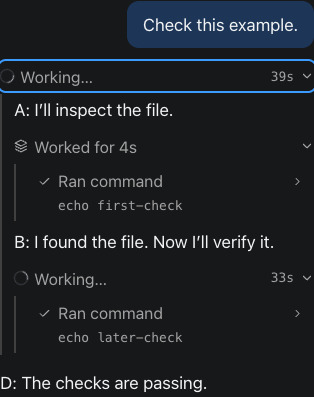 Check this example.
Working... 39s
A: I’ll inspect the file.
Worked for 4s
Ran command
echo first-check
B: I found the file. Now I’ll verify it.
Working... 33s
Ran command
echo later-check
D: The checks are passing.